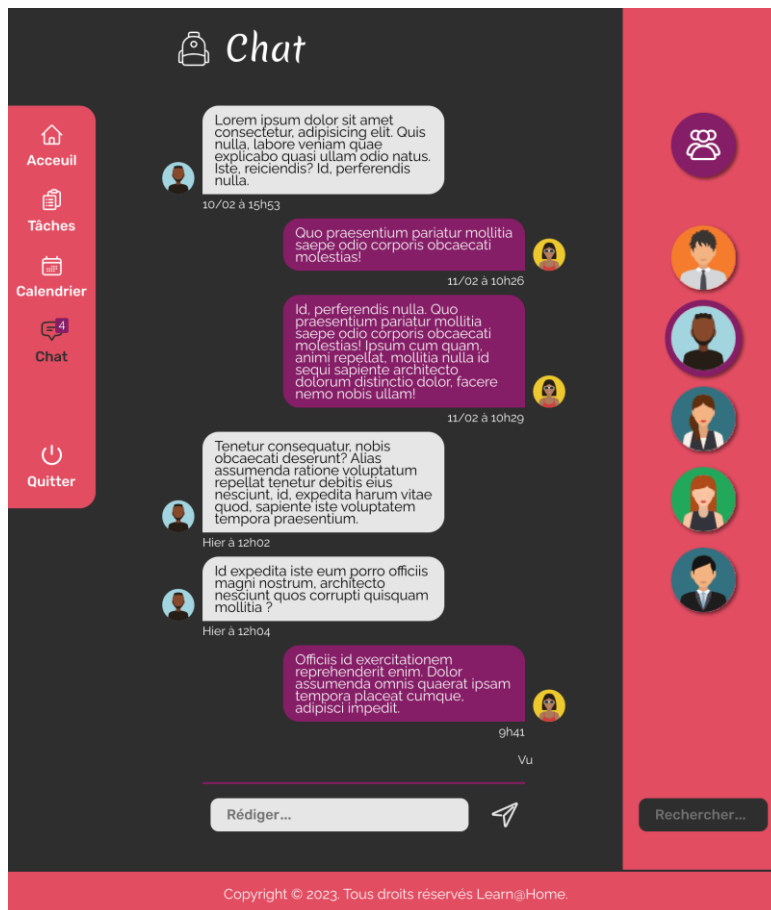 Chat
Acceuil
Tâches
Calendrier
4
Chat
Quitter
Lorem ipsum dolor sit amet
consectetur, adipisicing elit. Quis
nulla, labore veniam quae
explicabo quasi ullam odio natus.
Iste, reiciendis? Id, perferendis
nulla.
10/02 à 15h53
Quo praesentium pariatur mollitia
saepe odio corporis obcaecati
molestias!
11/02 à 10h26
Id, perferendis nulla. Quo
praesentium pariatur mollitia
saepe odio corporis obcaecati
molestias! Ipsum cum quam,
animi repellat, mollitia nulla id
sequi sapiente architecto
dolorum distinctio dolor, facere
nemo nobis ullam!
11/02 à 10h29
Tenetur consequatur, nobis
obcaecati deserunt? Alias
assumenda ratione voluptatum
repellat tenetur debitis eius
nesciunt, id, expedita harum vitae
quod, sapiente iste voluptatem
tempora praesentium.
Hier à 12h02
Id expedita iste eum porro officiis
magni nostrum, architecto
nesciunt quos corrupti quisquam
mollitia ?
Hier à 12h04
Officiis id exercitationem
reprehenderit enim. Dolor
assumenda omnis quaerat ipsam
tempora placeat cumque,
adipisci impedit.
9h41
Vu
Rédiger...
Rechercher...
Copyright © 2023. Tous droits réservés Learn@Home.